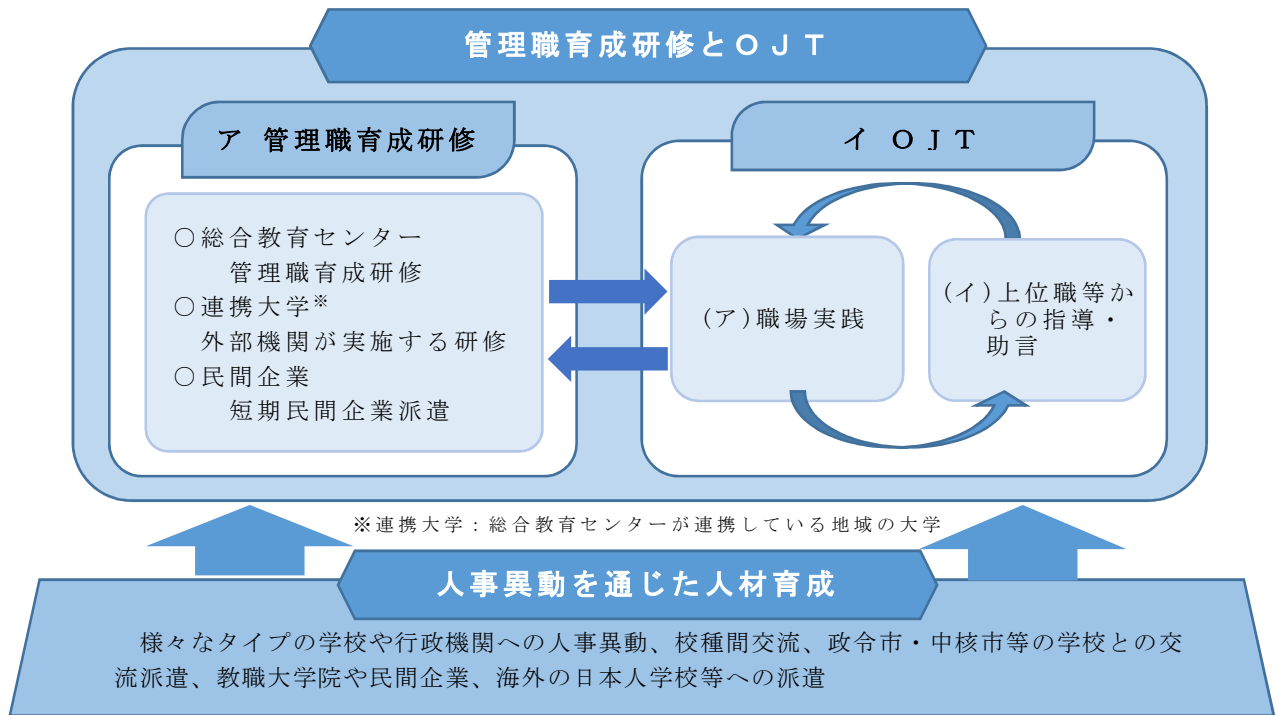 管理職育成研修とＯＪＴ
ア 管理職育成研修
○総合教育センター
管理職育成研修
○連携大学※
外部機関が実施する研修
○民間企業
短期民間企業派遣
イ ＯＪＴ
(ア)職場実践
(イ)上位職等か
らの指導・
助言
※連携大学：総合教育センターが連携している地域の大学
人事異動を通じた人材育成
様々なタイプの学校や行政機関への人事異動、校種間交流、政令市・中核市等の学校との交
流派遣、教職大学院や民間企業、海外の日本人学校等への派遣